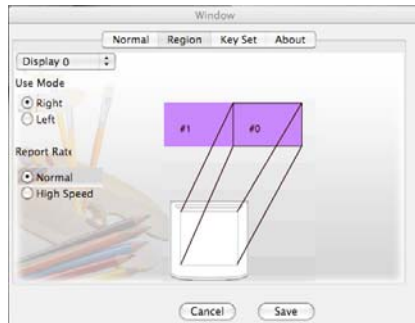 Window
Normal Region Key Set About
Display 0
Use Mode
Right
Left
#1 #0
Report Rate
Normal
High Speed
Cancel Save